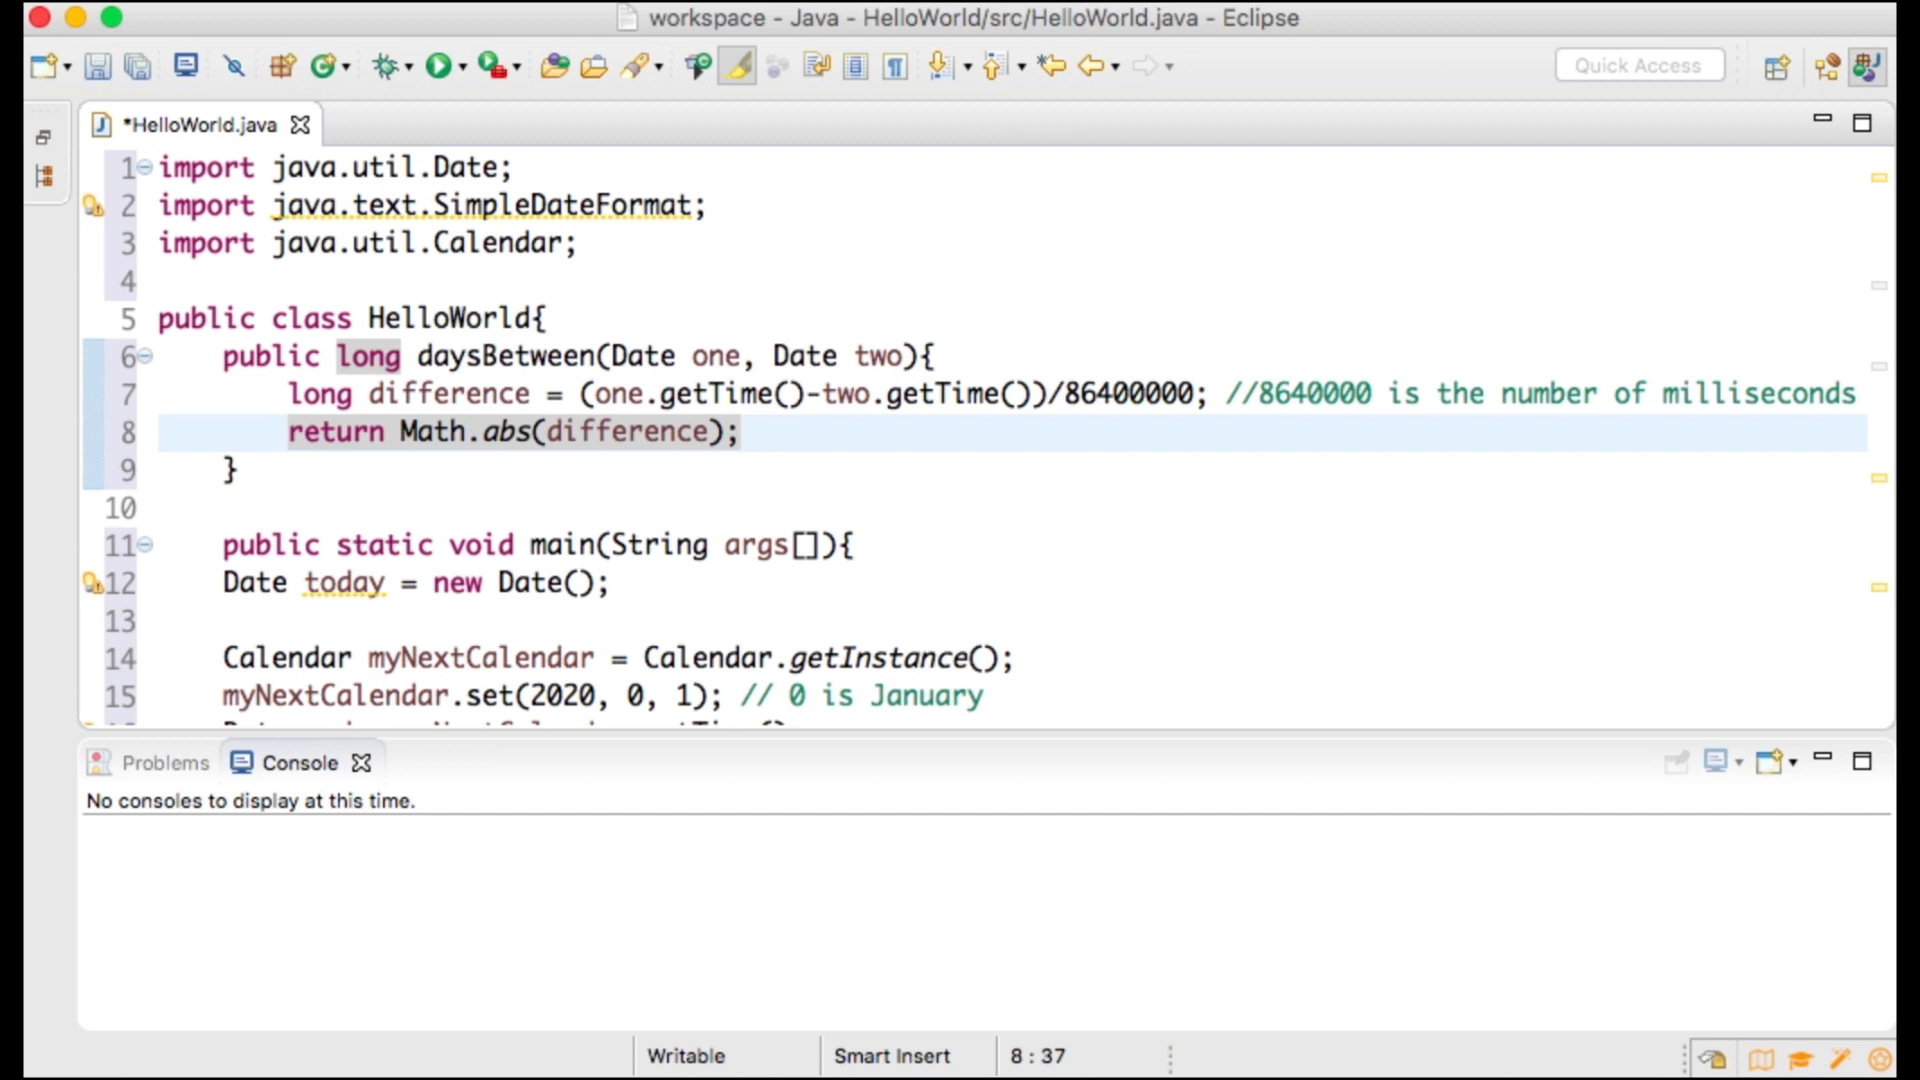 workspace - Java - HelloWorld/src/HelloWorld.java - Eclipse
Quick Access
*HelloWorld.java
1 import java.util.Date;
2 import java.text.SimpleDateFormat;
3 import java.util.Calendar;
4
5 public class HelloWorld{
6 public long daysBetween(Date one, Date two){
7 long difference = (one.getTime()-two.getTime())/86400000; //8640000 is the number of milliseconds
8 return Math.abs(difference);
9 }
10
11 public static void main(String args[]){
12 Date today = new Date();
13
14 Calendar myNextCalendar = Calendar.getInstance();
15 myNextCalendar.set(2020, 0, 1); // 0 is January
Problems Console
No consoles to display at this time.
Writable Smart Insert 8 : 37